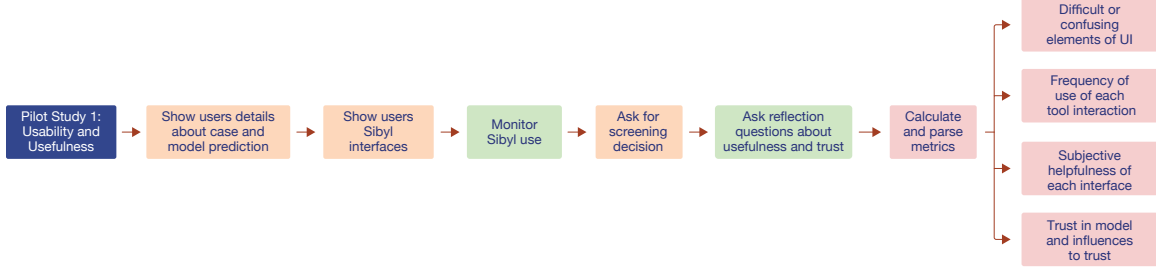 Pilot Study 1:
Usability and
Usefulness
Show users details
about case and
model prediction
Show users
Sibyl
interfaces
Monitor
Sibyl use
Ask for
screening
decision
Ask reflection
questions about
usefulness and trust
Calculate
and parse
metrics
Difficult or
confusing
elements of UI
Frequency of
use of each
tool interaction
Subjective
helpfulness of
each interface
Trust in model
and influences
to trust